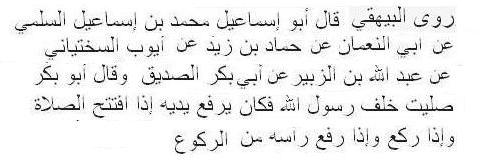 روى البيهقي قال أبو إسماعيل محمد بن إسماعيل السلمي
عن ابي النعمان عن حماد بن زيد عن أيوب السختياني
عن عبد الله بن الزبير عن أبي بكر الصديق وقال أبو بكر
صليت خلف رسول الله فكان يرفع يديه إذا افتتح الصلاة
وإذا ركع وإذا رفع راسه من الركوع